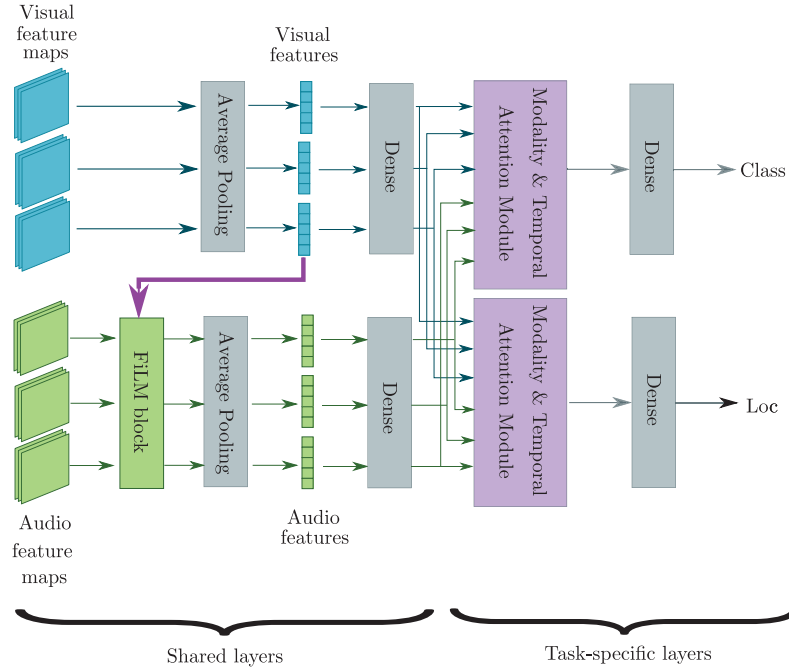 Visual
feature
maps
Visual
features
Average Pooling
Dense
Modality & Temporal
Attention Module
Dense
Class
FiLM block
Average Pooling
Dense
Modality & Temporal
Attention Module
Dense
Loc
Audio
feature
maps
Audio
features
Shared layers
Task-specific layers